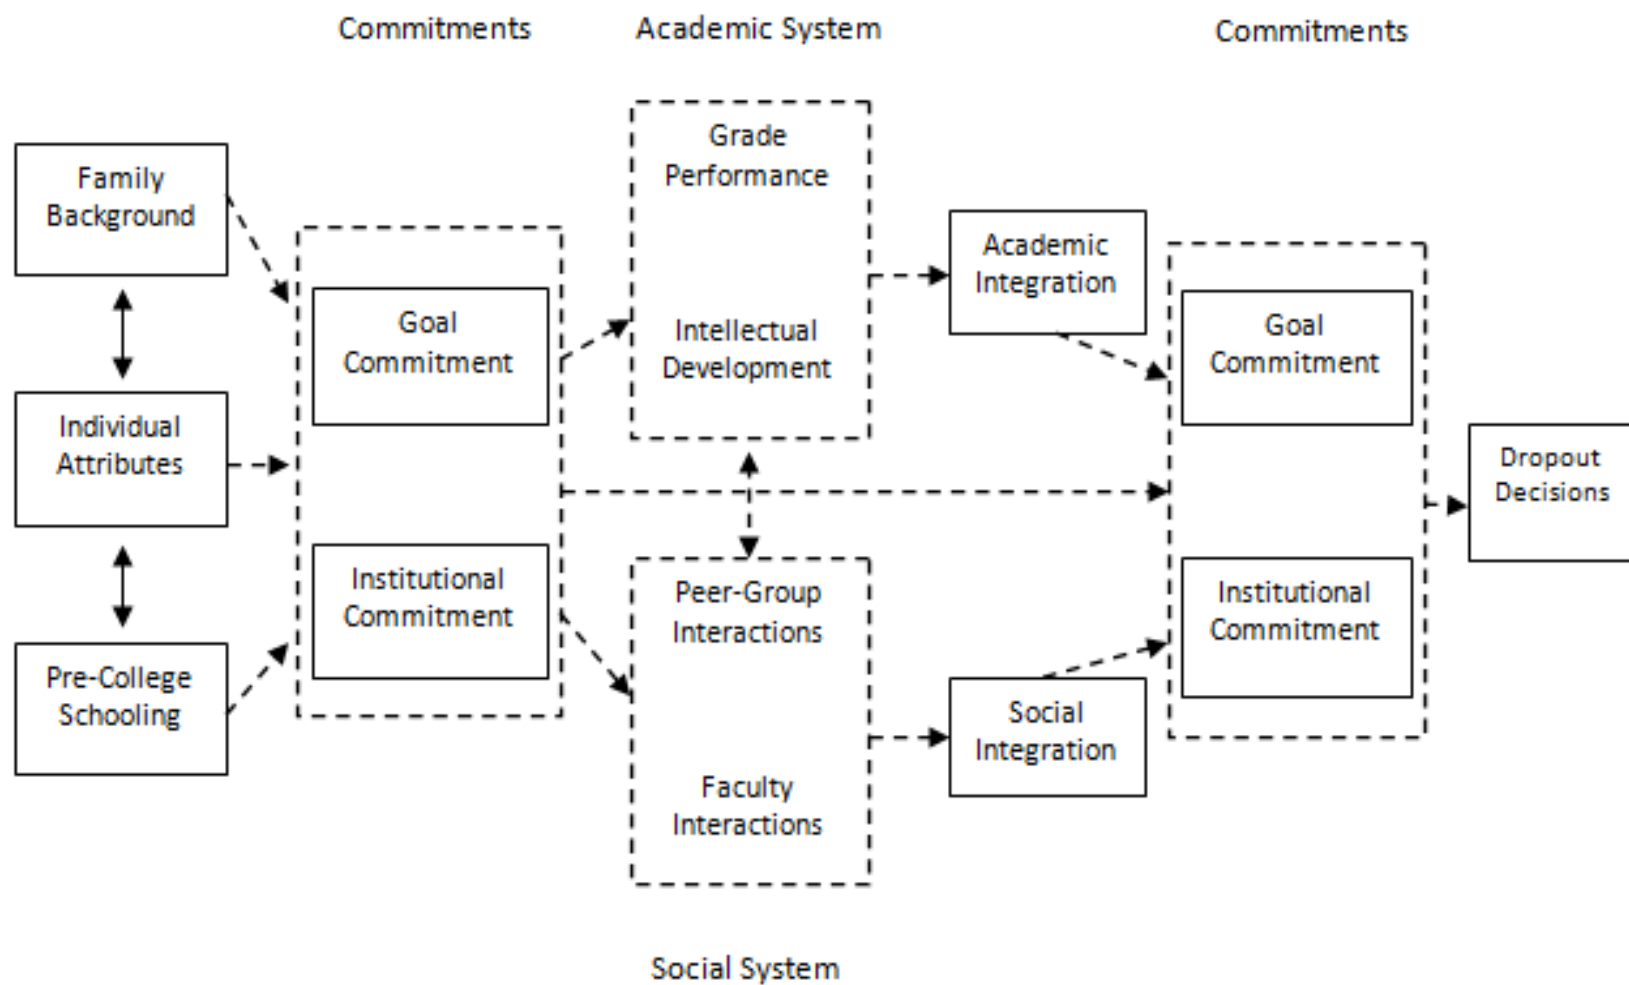 Commitments
Academic System
Commitments
Family
Background
Individual
Attributes
Pre-College
Schooling
Goal
Commitment
Institutional
Commitment
Grade
Performance
Intellectual
Development
Peer-Group
Interactions
Faculty
Interactions
Academic
Integration
Social
Integration
Goal
Commitment
Institutional
Commitment
Dropout
Decisions
Social System